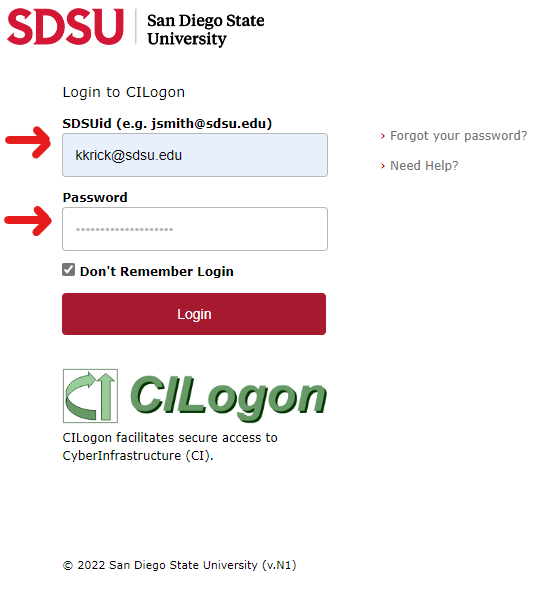 SDSU
San Diego State
University
Login to CILogon
SDSUid (e.g. jsmith@sdsu.edu)
kkrick@sdsu.edu
› Forgot your password?
› Need Help?
Password
--------------------
Don't Remember Login
Login
CI CILogon
CILogon facilitates secure access to
CyberInfrastructure (CI).
© 2022 San Diego State University (v.N1)